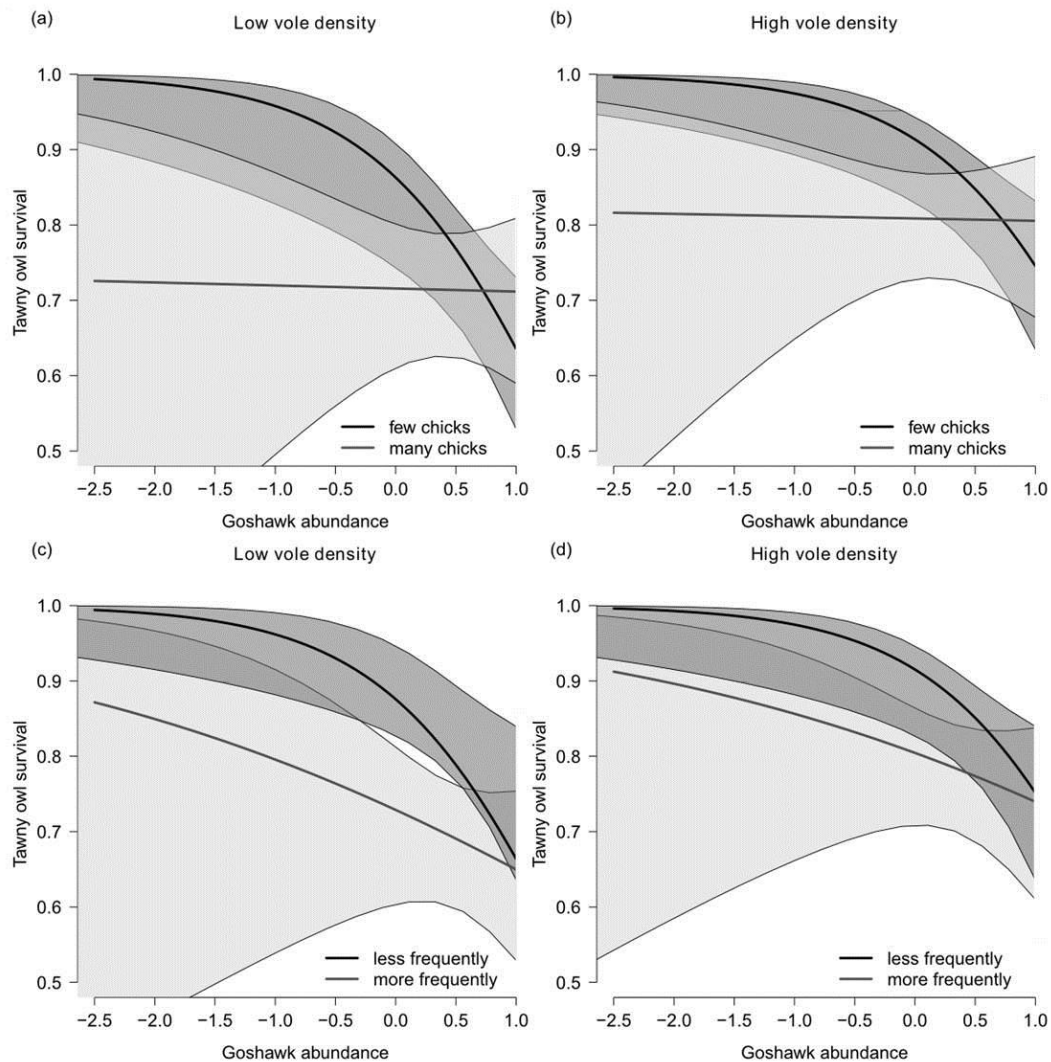 (a)
Low vole density
Tawny owl survival
1.0
0.9
0.8
0.7
0.6
0.5
few chicks
many chicks
−2.5 −2.0 −1.5 −1.0 −0.5 0.0 0.5 1.0
Goshawk abundance
(b)
High vole density
Tawny owl survival
1.0
0.9
0.8
0.7
0.6
0.5
few chicks
many chicks
−2.5 −2.0 −1.5 −1.0 −0.5 0.0 0.5 1.0
Goshawk abundance
(c)
Low vole density
Tawny owl survival
1.0
0.9
0.8
0.7
0.6
0.5
less frequently
more frequently
−2.5 −2.0 −1.5 −1.0 −0.5 0.0 0.5 1.0
Goshawk abundance
(d)
High vole density
Tawny owl survival
1.0
0.9
0.8
0.7
0.6
0.5
less frequently
more frequently
−2.5 −2.0 −1.5 −1.0 −0.5 0.0 0.5 1.0
Goshawk abundance